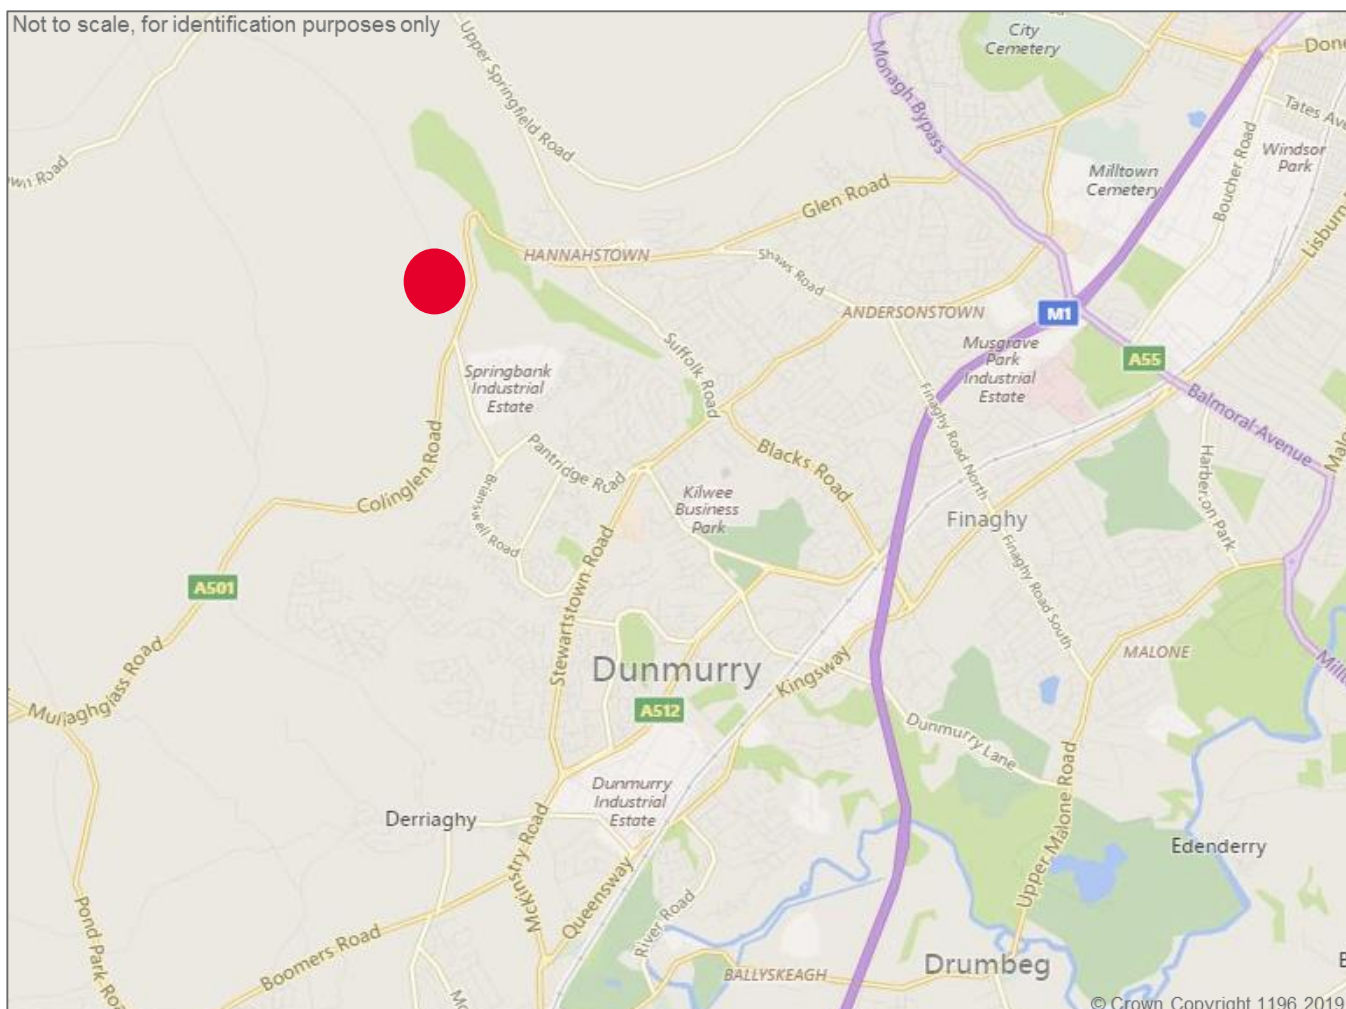 Not to scale, for identification purposes only
City
Cemetery
Upper Springfield Road
Monagh Bypass
Tates
Windsor
Park
Boucher Road
Milltown
Cemetery
Glen Road
Road
HANNAHSTOWN
Shaws Road
Lisburn
ANDERSONSTOWN
M1
Musgrave
Park
Industrial
Estate
A55
Balmoral Avenue
Suffolk Road
Springbank
Industrial
Estate
Finaghy Road North
Harberton Park
Colinglen Road
Pantridge Road
Blacks Road
Brianswell Road
Kilwee
Business
Park
Finaghy
Finaghy Road South
A501
Stewartstown Road
MALONE
Mullaghglass Road
Dunmurry
Kingsway
A512
Dunmurry Lane
Upper Malone Road
Dunmurry
Industrial
Estate
Derriaghy
Edenderry
Mckinstry Road
Queensway
River Road
Pond Park
Boomers Road
BALLYSKEAGH
Drumbeg
© Crown Copyright 1196 2019